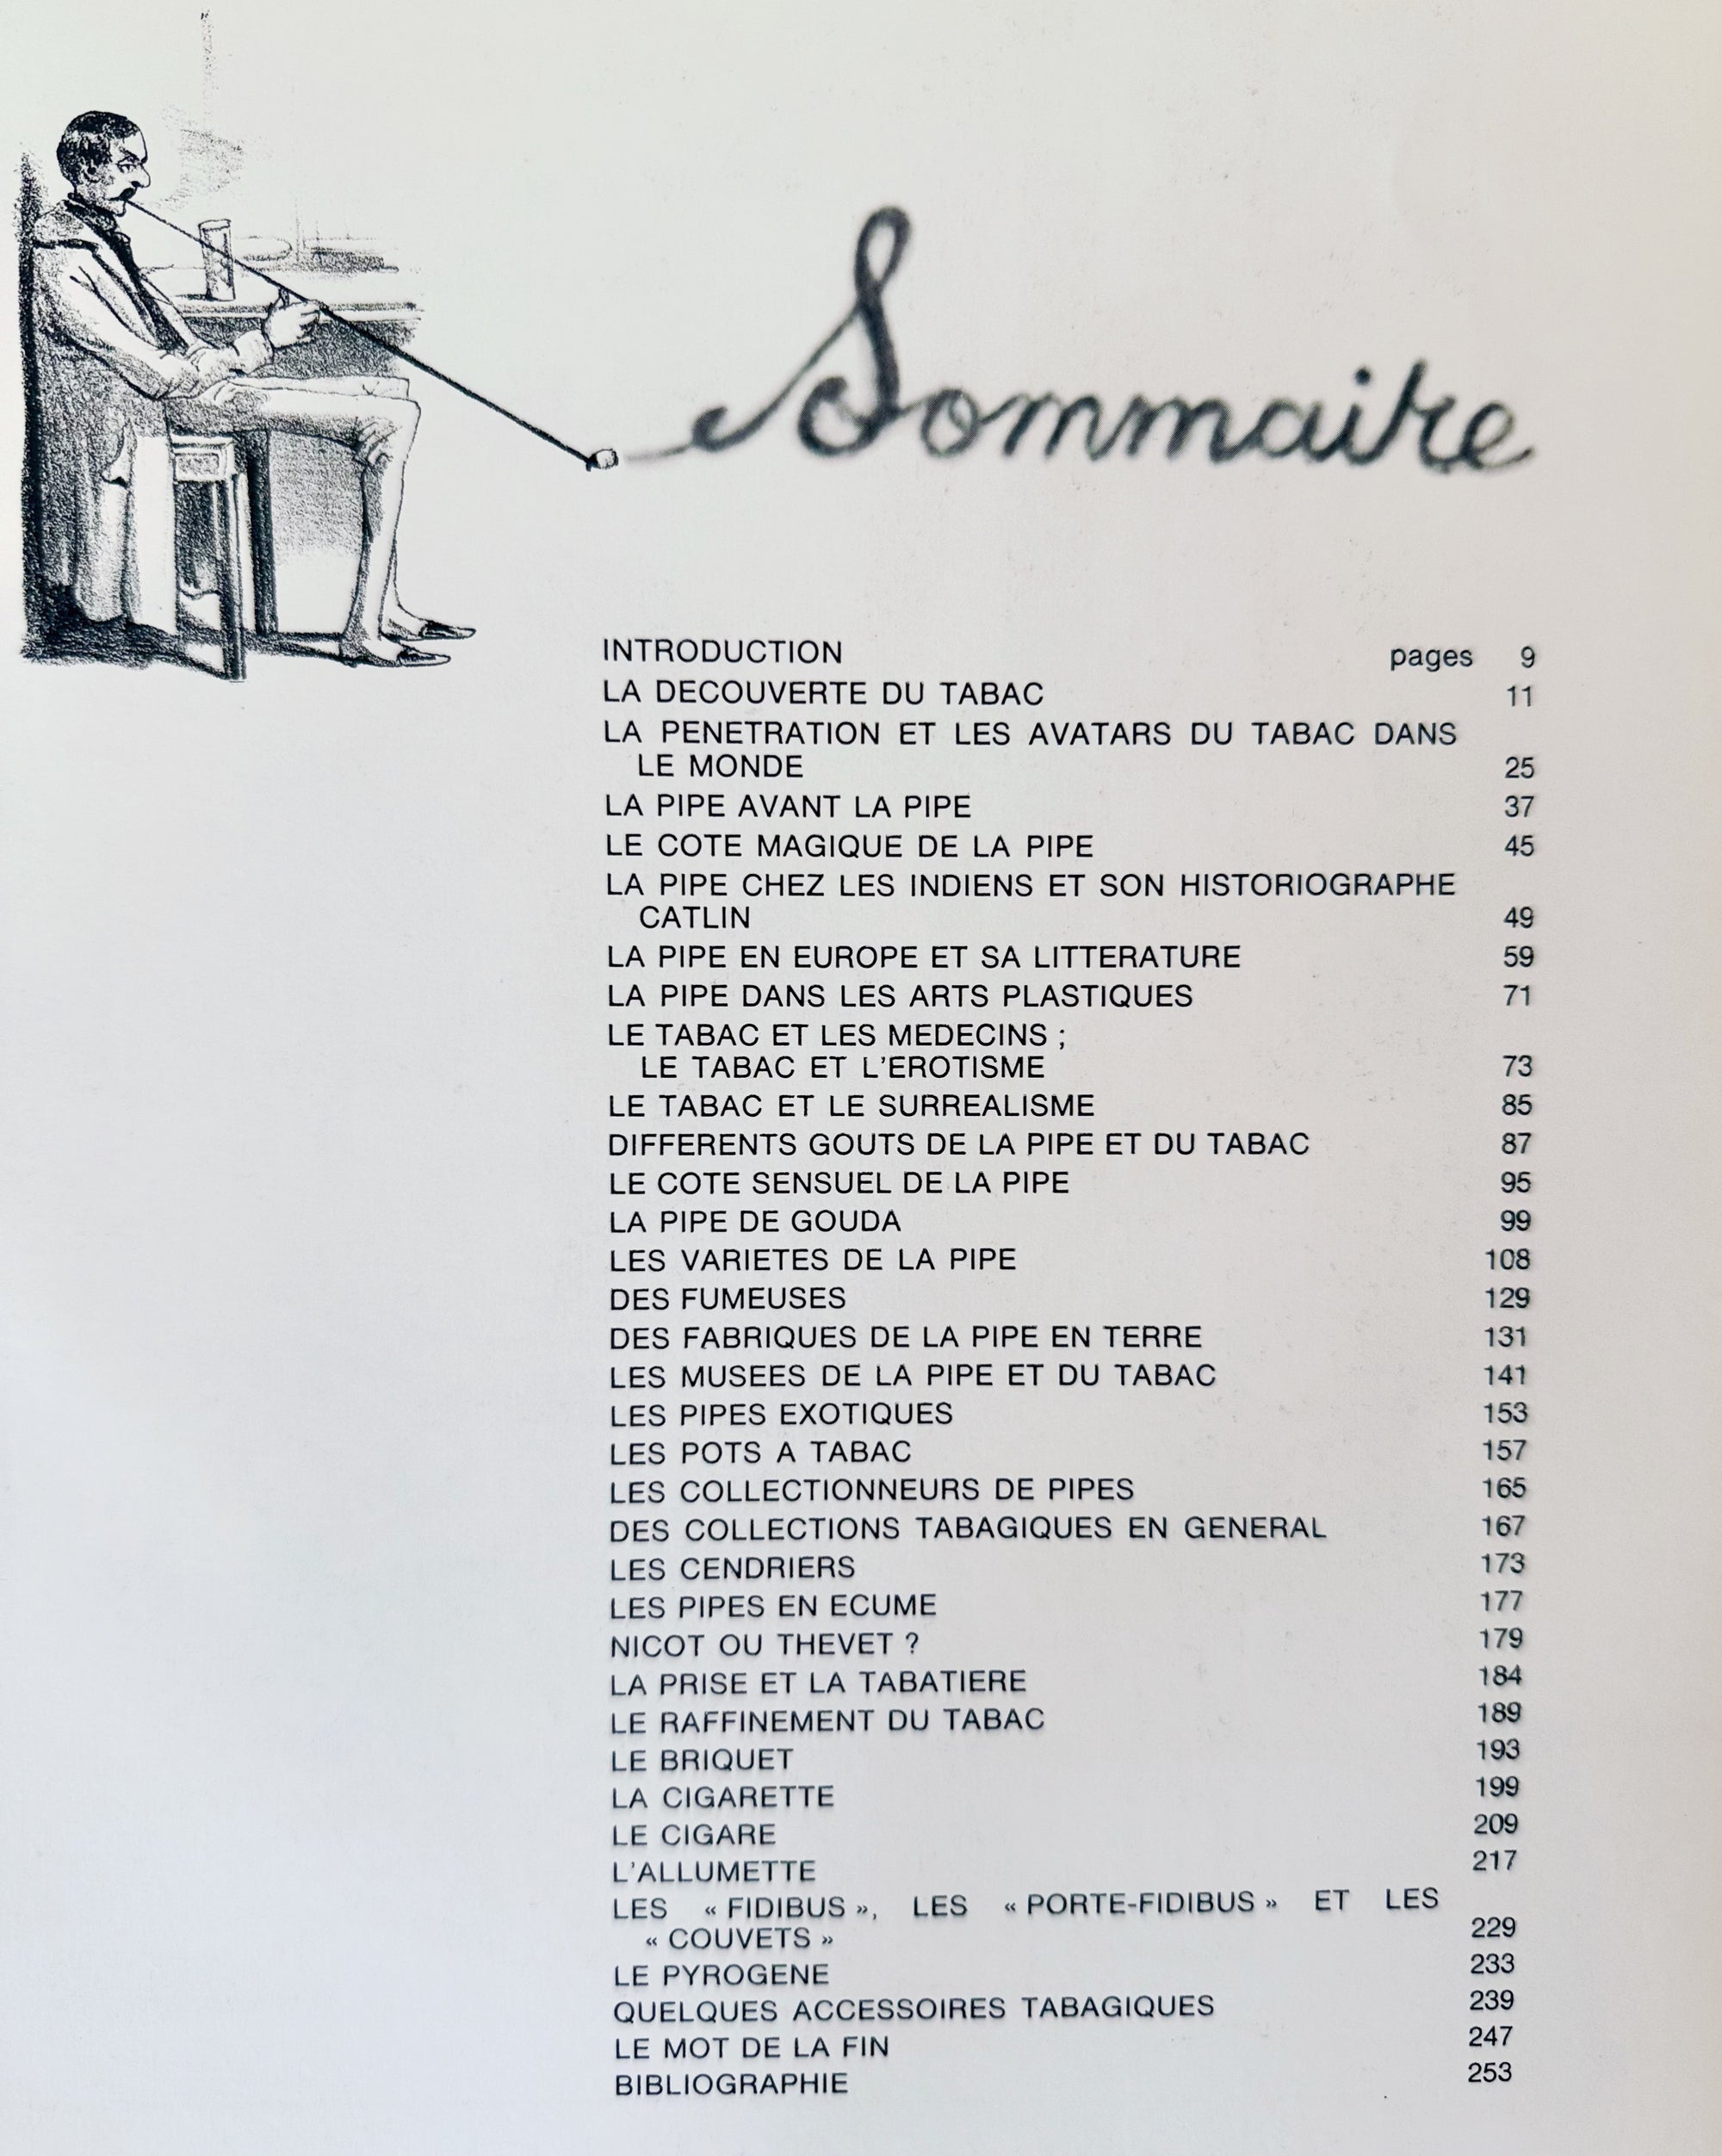 Sommaire
INTRODUCTION pages 9
LA DECOUVERTE DU TABAC 11
LA PENETRATION ET LES AVATARS DU TABAC DANS
LE MONDE 25
LA PIPE AVANT LA PIPE 37
LE COTE MAGIQUE DE LA PIPE 45
LA PIPE CHEZ LES INDIENS ET SON HISTORIOGRAPHE
CATLIN 49
LA PIPE EN EUROPE ET SA LITTERATURE 59
LA PIPE DANS LES ARTS PLASTIQUES 71
LE TABAC ET LES MEDECINS ;
LE TABAC ET L'EROTISME 73
LE TABAC ET LE SURREALISME 85
DIFFERENTS GOUTS DE LA PIPE ET DU TABAC 87
LE COTE SENSUEL DE LA PIPE 95
LA PIPE DE GOUDA 99
LES VARIETES DE LA PIPE 108
DES FUMEUSES 129
DES FABRIQUES DE LA PIPE EN TERRE 131
LES MUSEES DE LA PIPE ET DU TABAC 141
LES PIPES EXOTIQUES 153
LES POTS A TABAC 157
LES COLLECTIONNEURS DE PIPES 165
DES COLLECTIONS TABAGIQUES EN GENERAL 167
LES CENDRIERS 173
LES PIPES EN ECUME 177
NICOT OU THEVET ? 179
LA PRISE ET LA TABATIERE 184
LE RAFFINEMENT DU TABAC 189
LE BRIQUET 193
LA CIGARETTE 199
LE CIGARE 209
L'ALLUMETTE 217
LES « FIDIBUS », LES « PORTE-FIDIBUS » ET LES
« COUVETS » 229
LE PYROGENE 233
QUELQUES ACCESSOIRES TABAGIQUES 239
LE MOT DE LA FIN 247
BIBLIOGRAPHIE 253